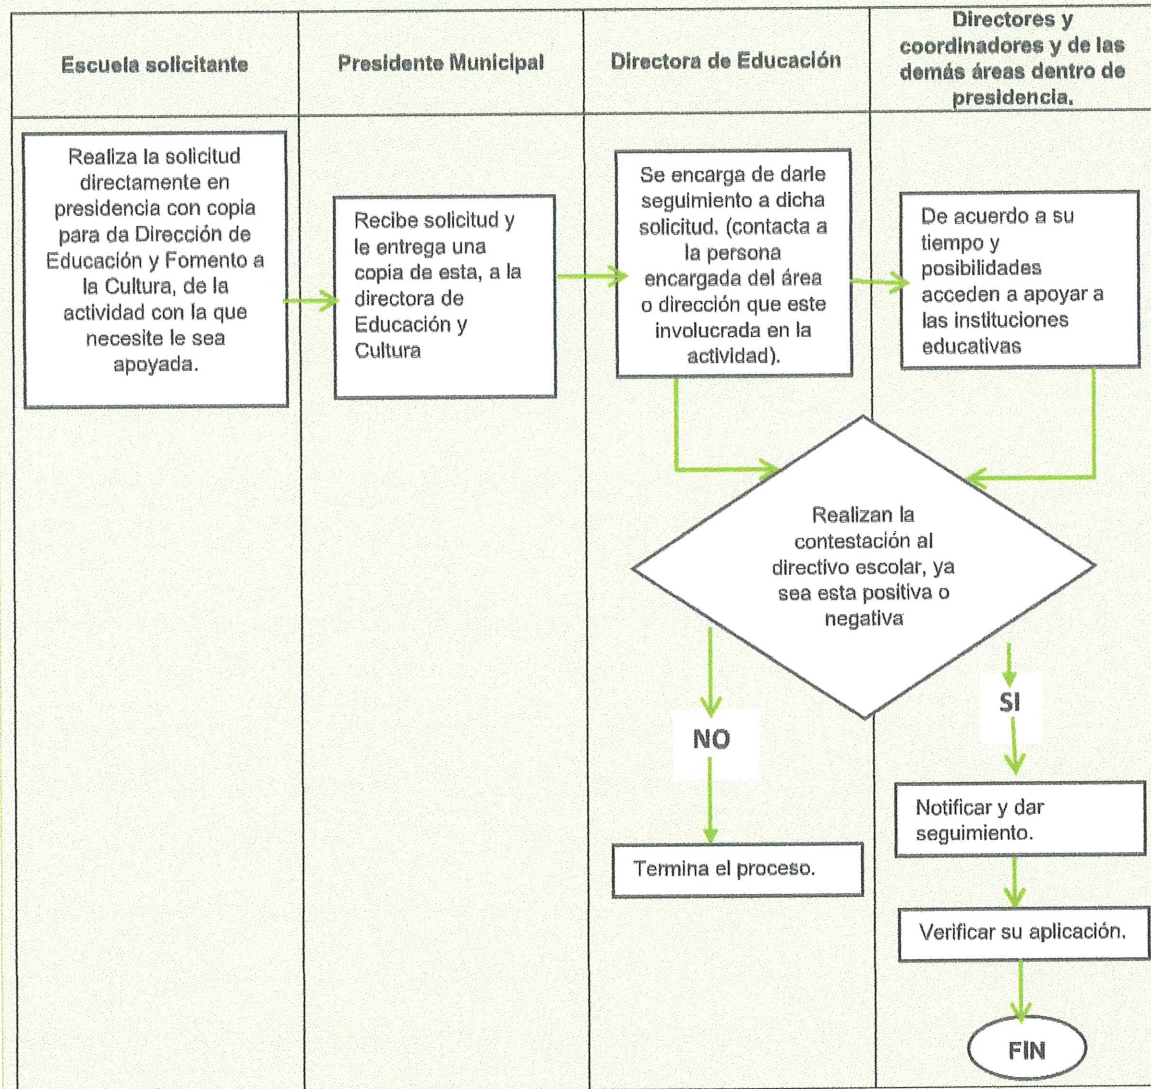 Escuela solicitante
Presidente Municipal
Directora de Educación
Directores y
coordinadores y de las
demás áreas dentro de
presidencia.
Realiza la solicitud
directamente en
presidencia con copia
para da Dirección de
Educación y Fomento a
la Cultura, de la
actividad con la que
necesite le sea
apoyada.
Recibe solicitud y
le entrega una
copia de esta, a la
directora de
Educación y
Cultura
Se encarga de darle
seguimiento a dicha
solicitud. (contacta a
la persona
encargada del área
o dirección que este
involucrada en la
actividad).
De acuerdo a su
tiempo y
posibilidades
acceden a apoyar a
las instituciones
educativas
Realizan la
contestación al
directivo escolar, ya
sea esta positiva o
negativa
NO
SI
Termina el proceso.
Notificar y dar
seguimiento.
Verificar su aplicación.
FIN